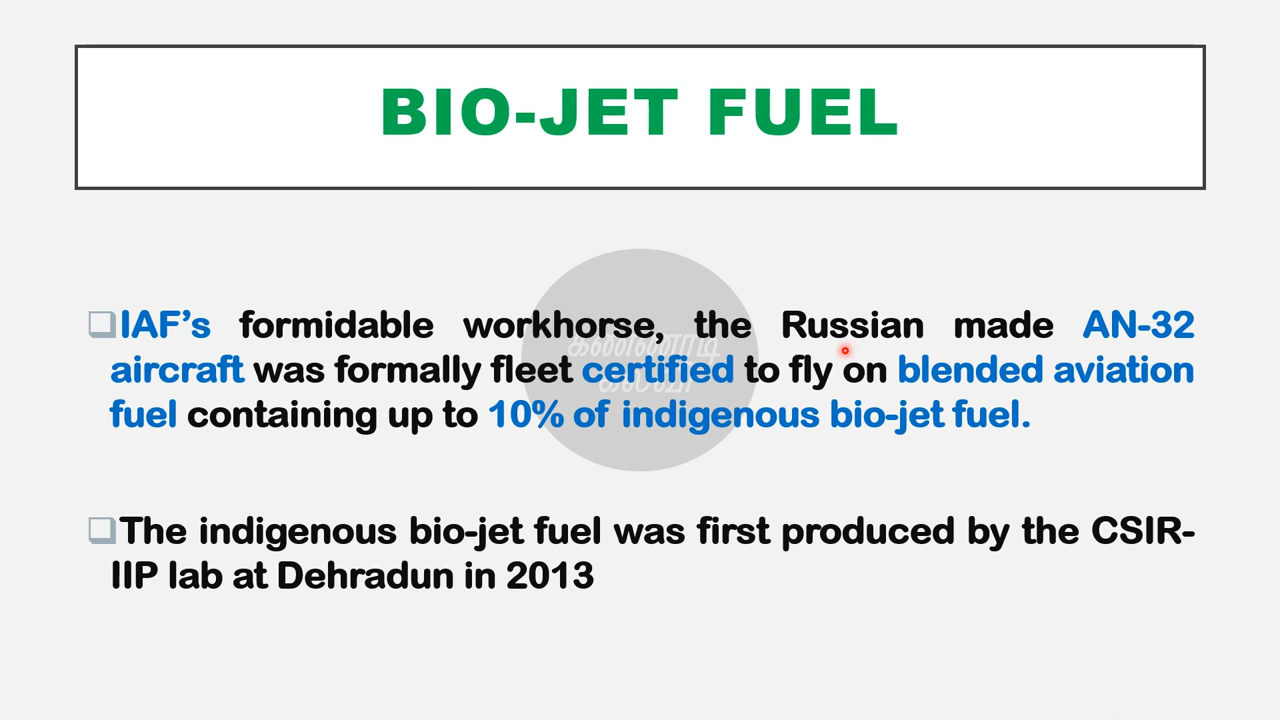 BIO-JET FUEL
IAF’s formidable workhorse, the Russian made AN-32
aircraft was formally fleet certified to fly on blended aviation
fuel containing up to 10% of indigenous bio-jet fuel.
The indigenous bio-jet fuel was first produced by the CSIR-
IIP lab at Dehradun in 2013